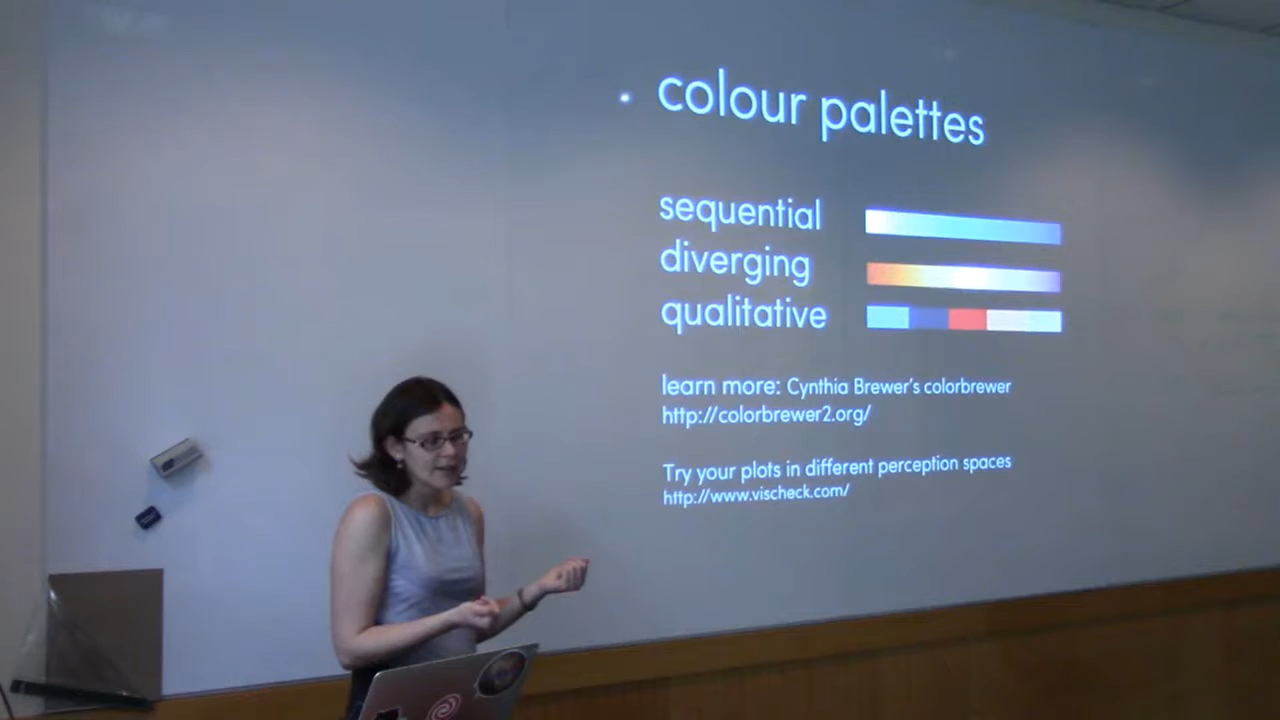 colour palettes
sequential
diverging
qualitative
learn more: Cynthia Brewer's colorbrewer
http://colorbrewer2.org/
Try your plots in different perception spaces
http://www.vischeck.com/